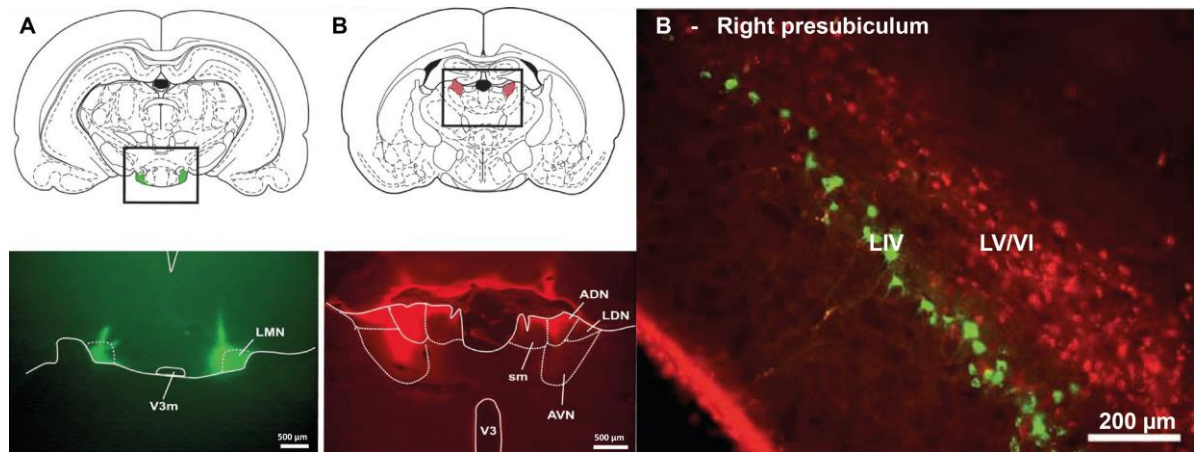 A
B
B - Right presubiculum
LIV
LV/VI
200 µm
LMN
V3m
500 µm
ADN
LDN
sm
AVN
V3
500 µm